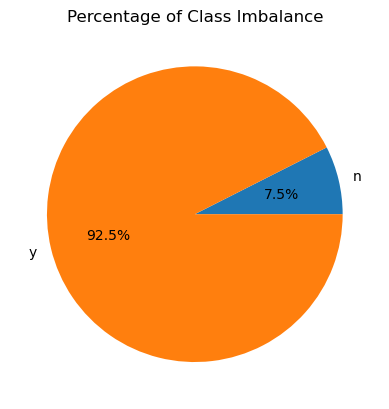 Percentage of Class Imbalance
n
7.5%
92.5%
y